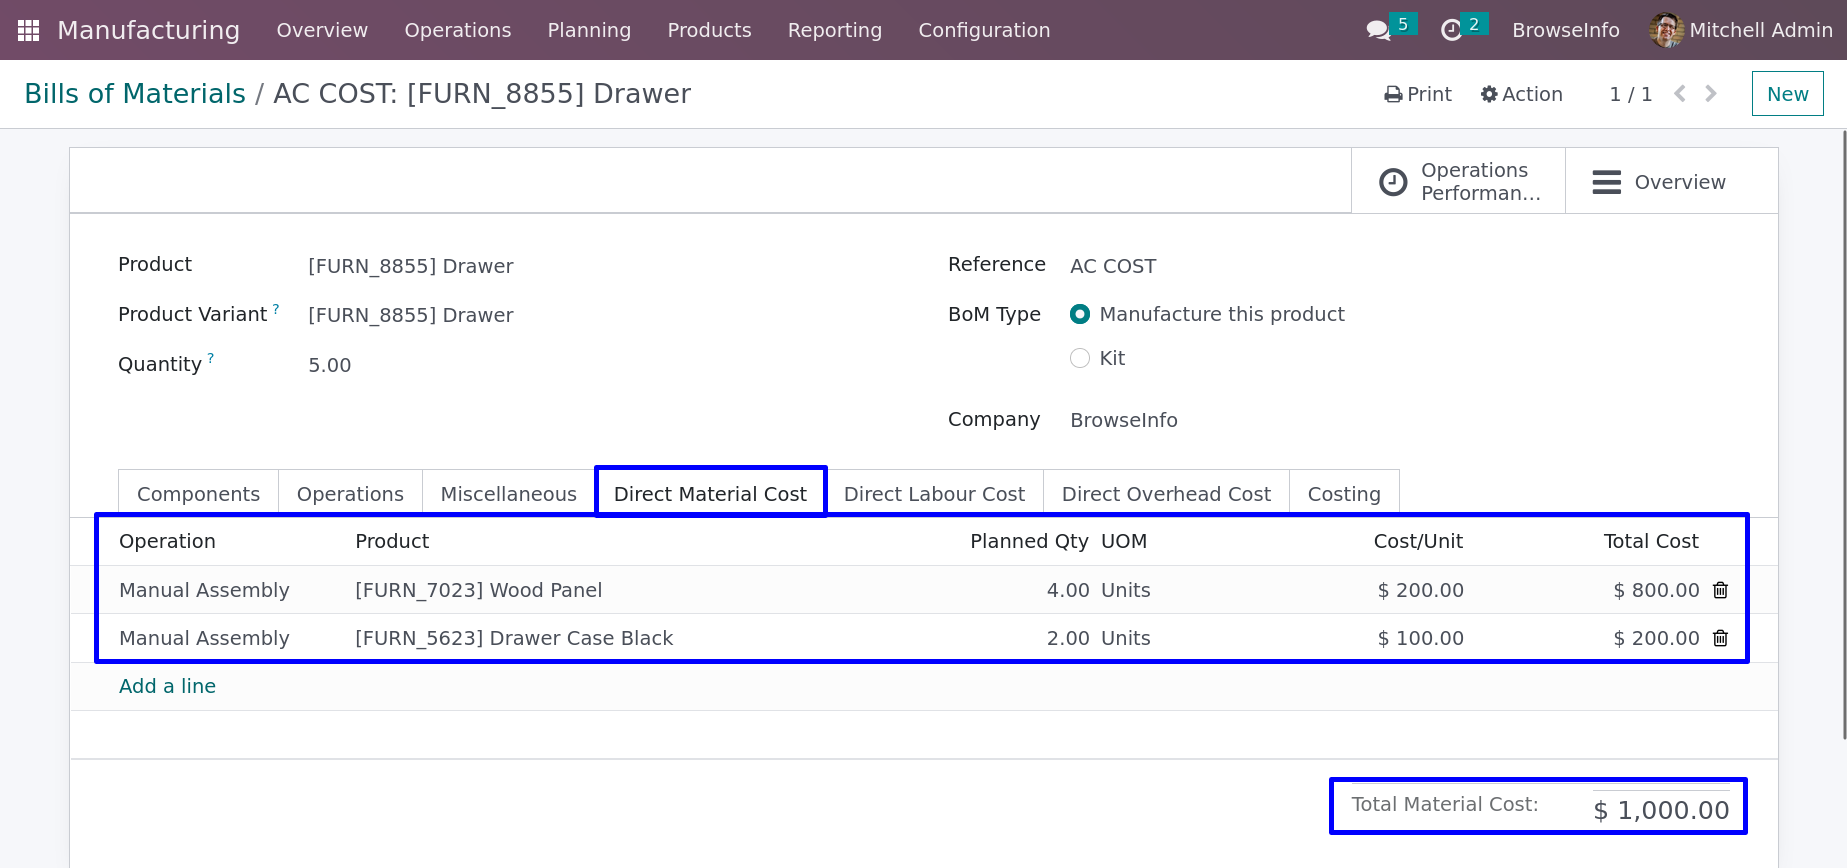 Manufacturing Overview Operations Planning Products Reporting Configuration 5 2 BrowseInfo Mitchell Admin
Bills of Materials / AC COST: [FURN_8855] Drawer Print Action 1 / 1 New
Operations
Performan...
Overview
Product [FURN_8855] Drawer Reference AC COST
Product Variant ? [FURN_8855] Drawer BoM Type Manufacture this product
Quantity ? 5.00 Kit
Company BrowseInfo
Components Operations Miscellaneous Direct Material Cost Direct Labour Cost Direct Overhead Cost Costing
Operation Product Planned Qty UOM Cost/Unit Total Cost
Manual Assembly [FURN_7023] Wood Panel 4.00 Units $ 200.00 $ 800.00
Manual Assembly [FURN_5623] Drawer Case Black 2.00 Units $ 100.00 $ 200.00
Add a line
Total Material Cost: $ 1,000.00